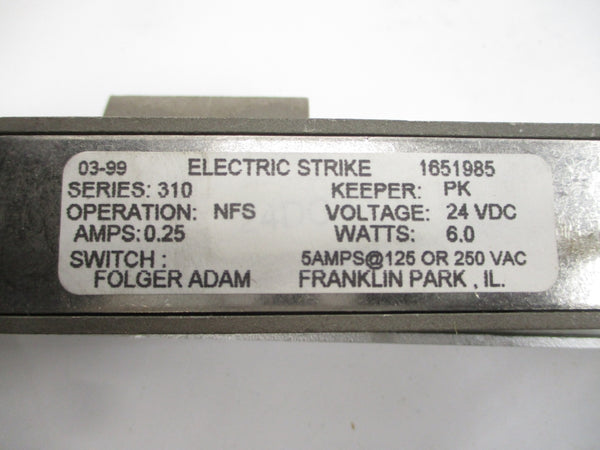 03-99 ELECTRIC STRIKE 1651985
SERIES: 310 KEEPER: PK
OPERATION: NFS VOLTAGE: 24 VDC
AMPS: 0.25 WATTS: 6.0
SWITCH : 5AMPS@125 OR 250 VAC
FOLGER ADAM FRANKLIN PARK , IL.